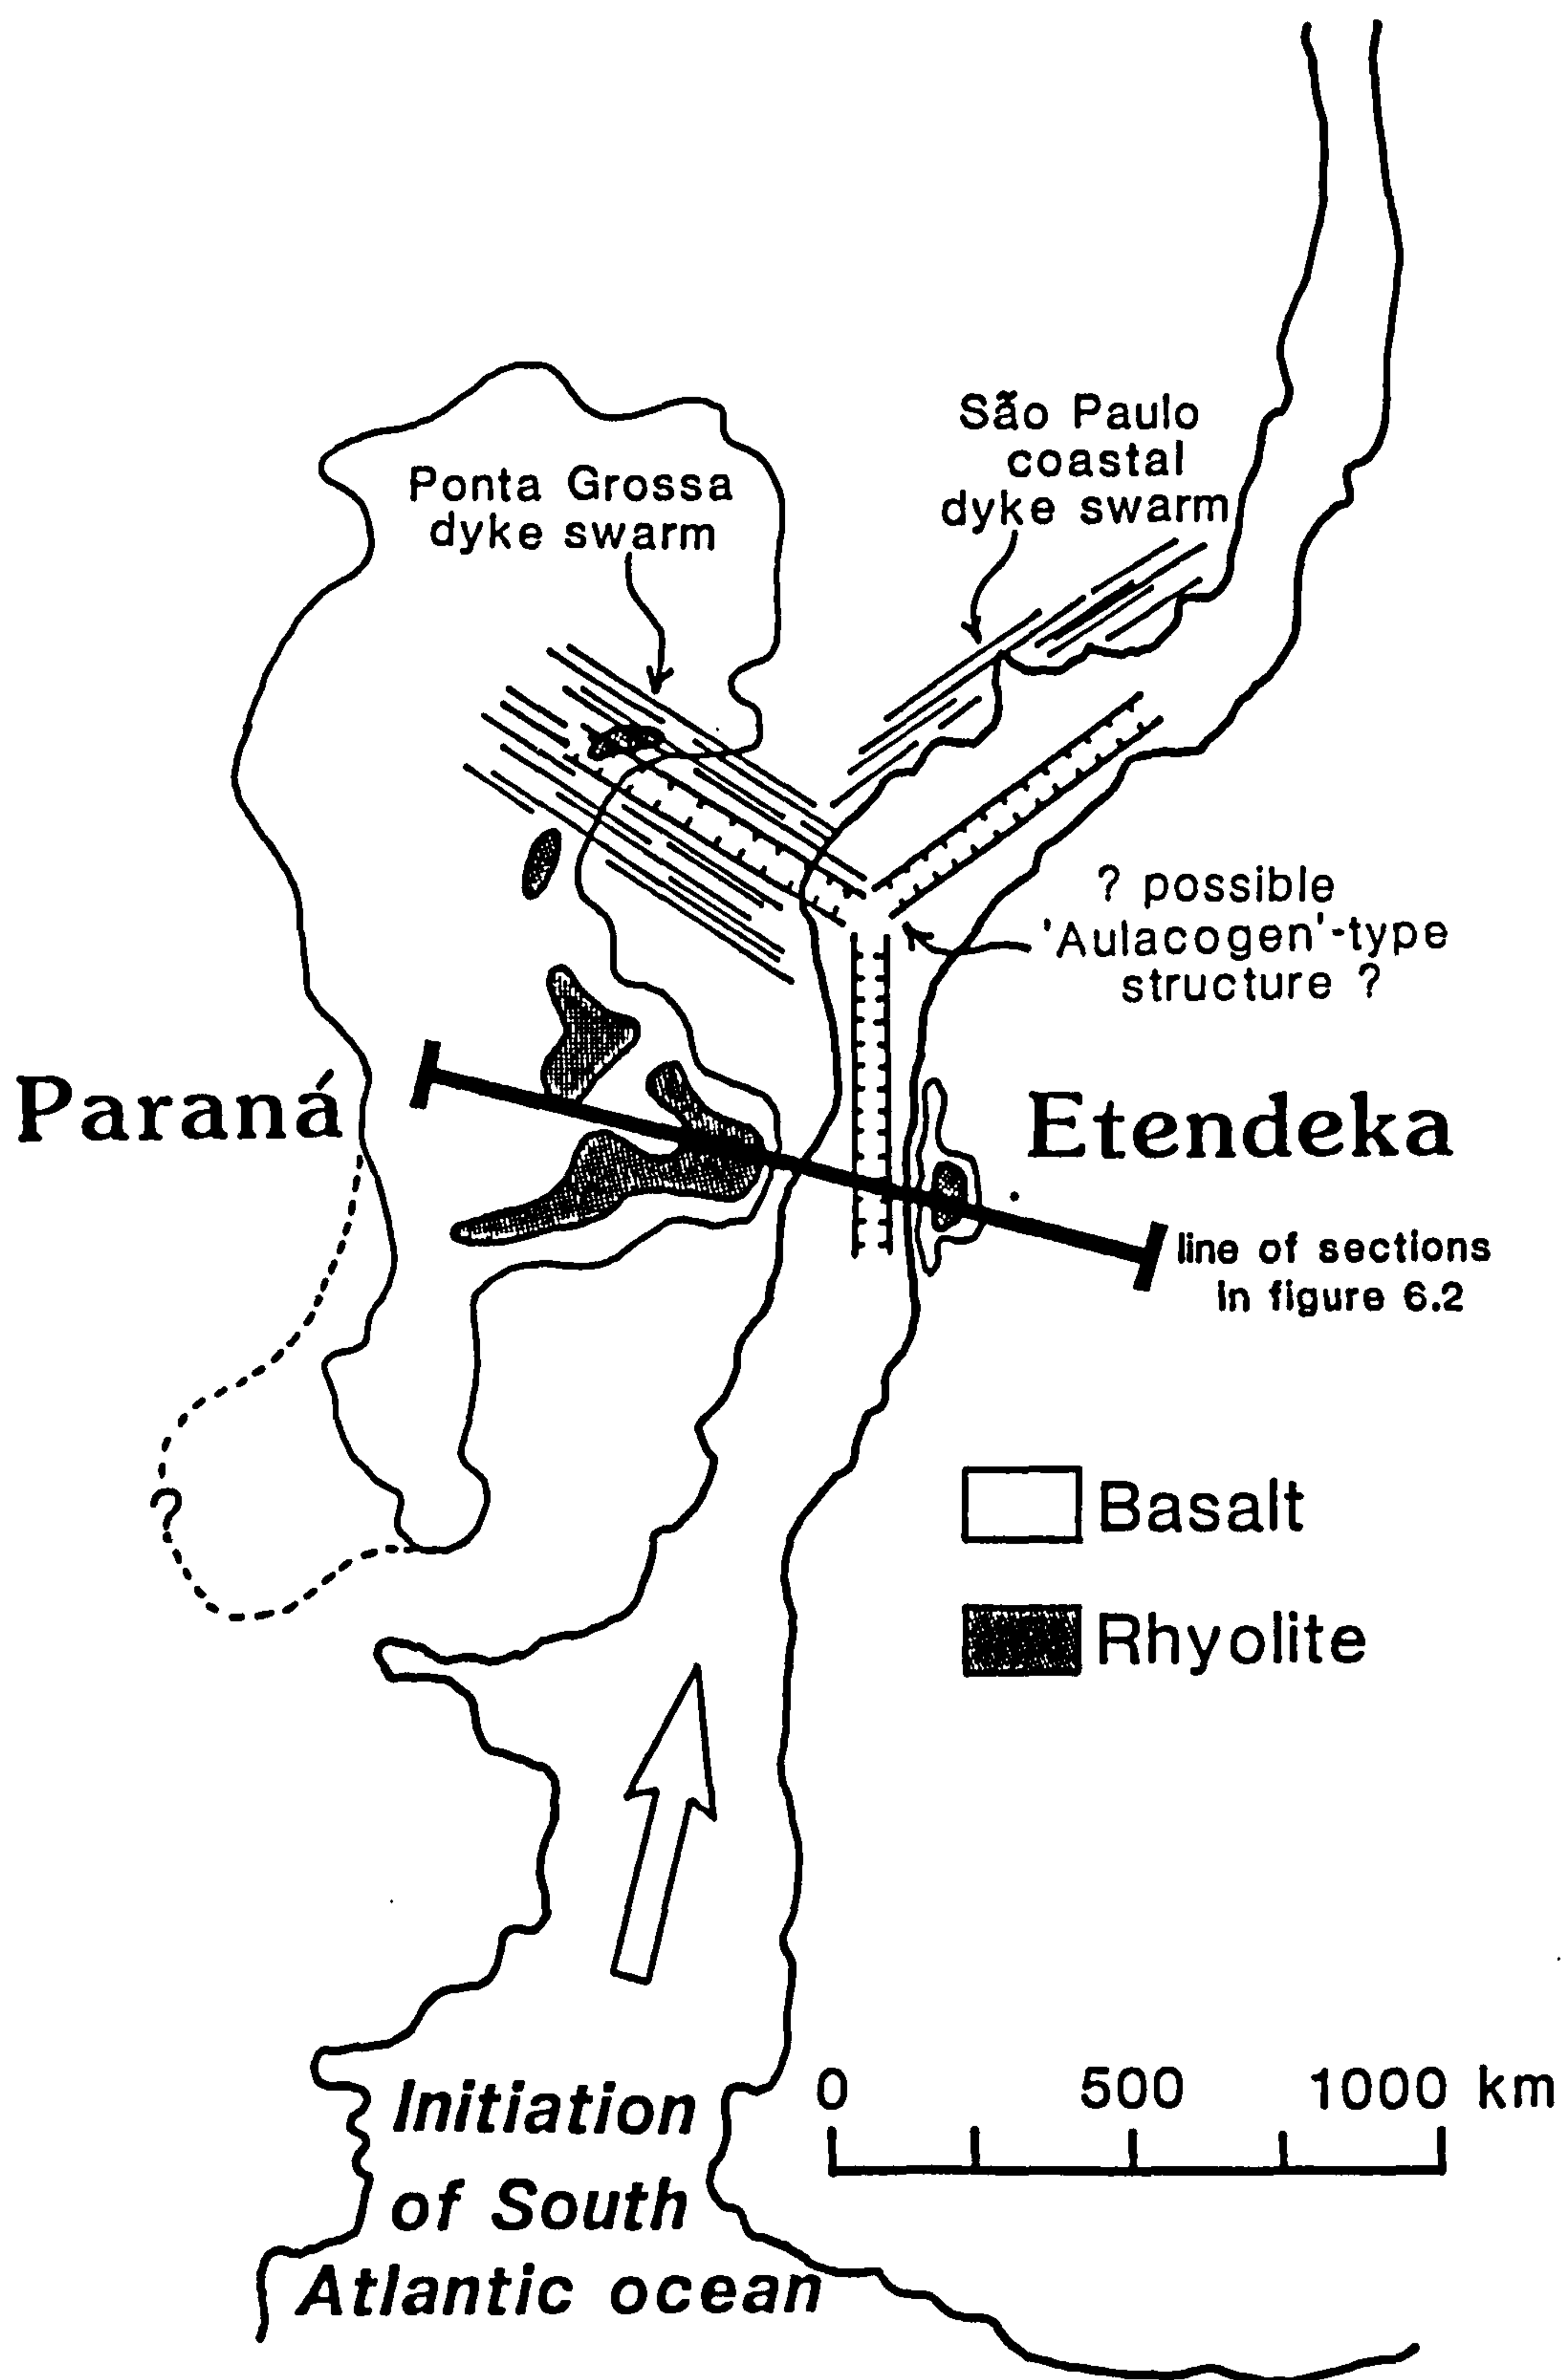 São Paulo
coastal
dyke swarm
Ponta Grossa
dyke swarm
? possible
'Aulacogen'-type
structure ?
Paraná
Etendeka
line of sections
in figure 6.2
?
Basalt
Rhyolite
0 500 1000 km
Initiation
of South
Atlantic ocean